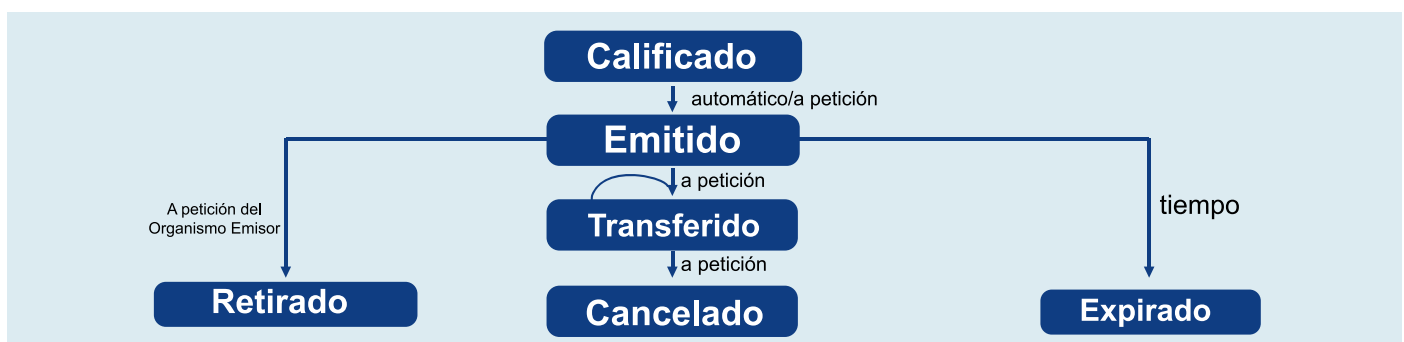 Calificado
automático/a petición
Emitido
a petición
A petición del
Organismo Emisor
tiempo
Transferido
a petición
Retirado
Cancelado
Expirado